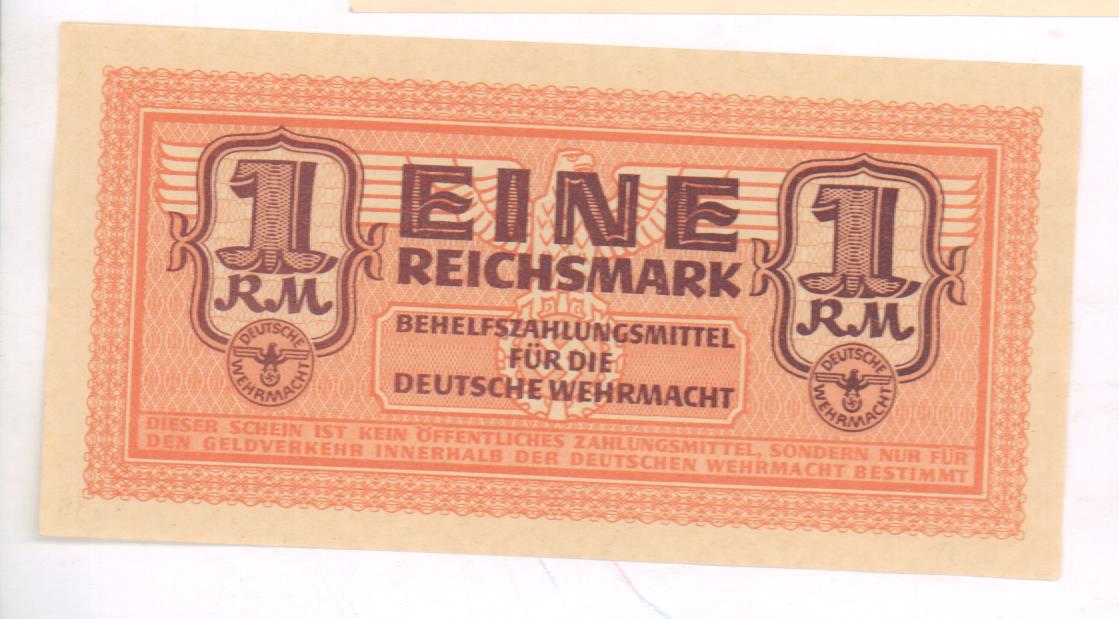 1
RM
DEUTSCHE
WEHRMACHT
EINE
REICHSMARK
BEHELFSZAHLUNGSMITTEL
FÜR DIE
DEUTSCHE WEHRMACHT
1
RM
DEUTSCHE
WEHRMACHT
DIESER SCHEIN IST KEIN ÖFFENTLICHES ZAHLUNGSMITTEL, SONDERN NUR FÜR
DEN GELDVERKEHR INNERHALB DER DEUTSCHEN WEHRMACHT BESTIMMT